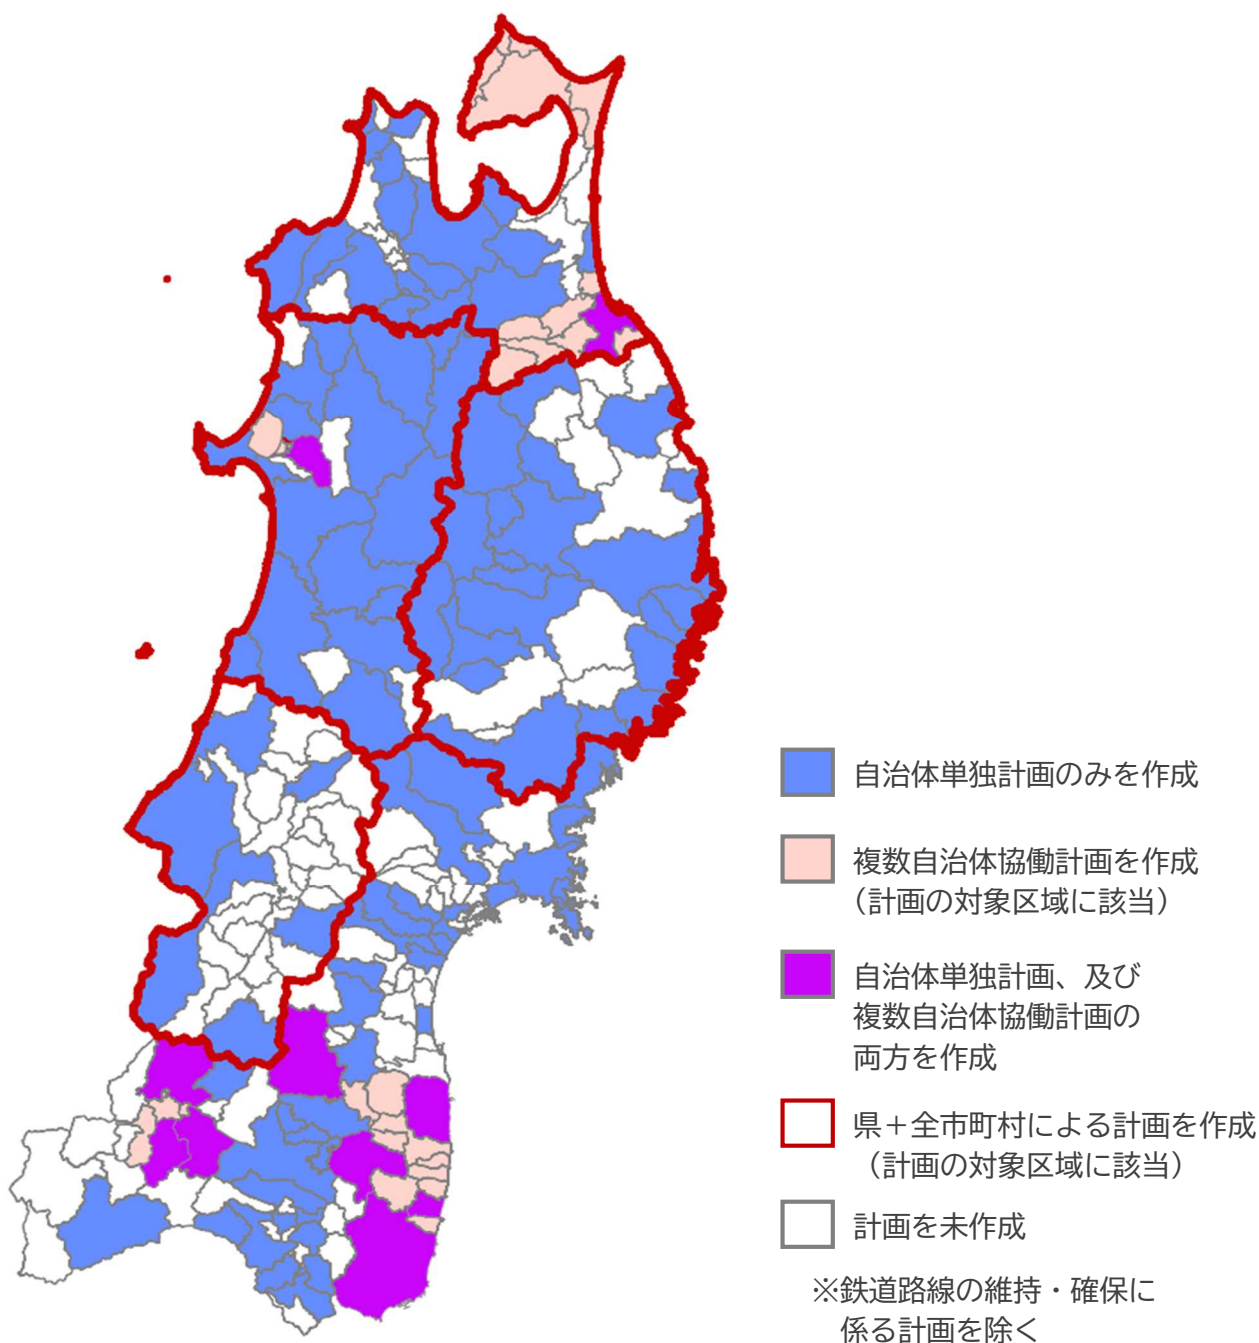 自治体単独計画のみを作成
複数自治体協働計画を作成
（計画の対象区域に該当）
自治体単独計画、及び
複数自治体協働計画の
両方を作成
県＋全市町村による計画を作成
（計画の対象区域に該当）
計画を未作成
※鉄道路線の維持・確保に
係る計画を除く